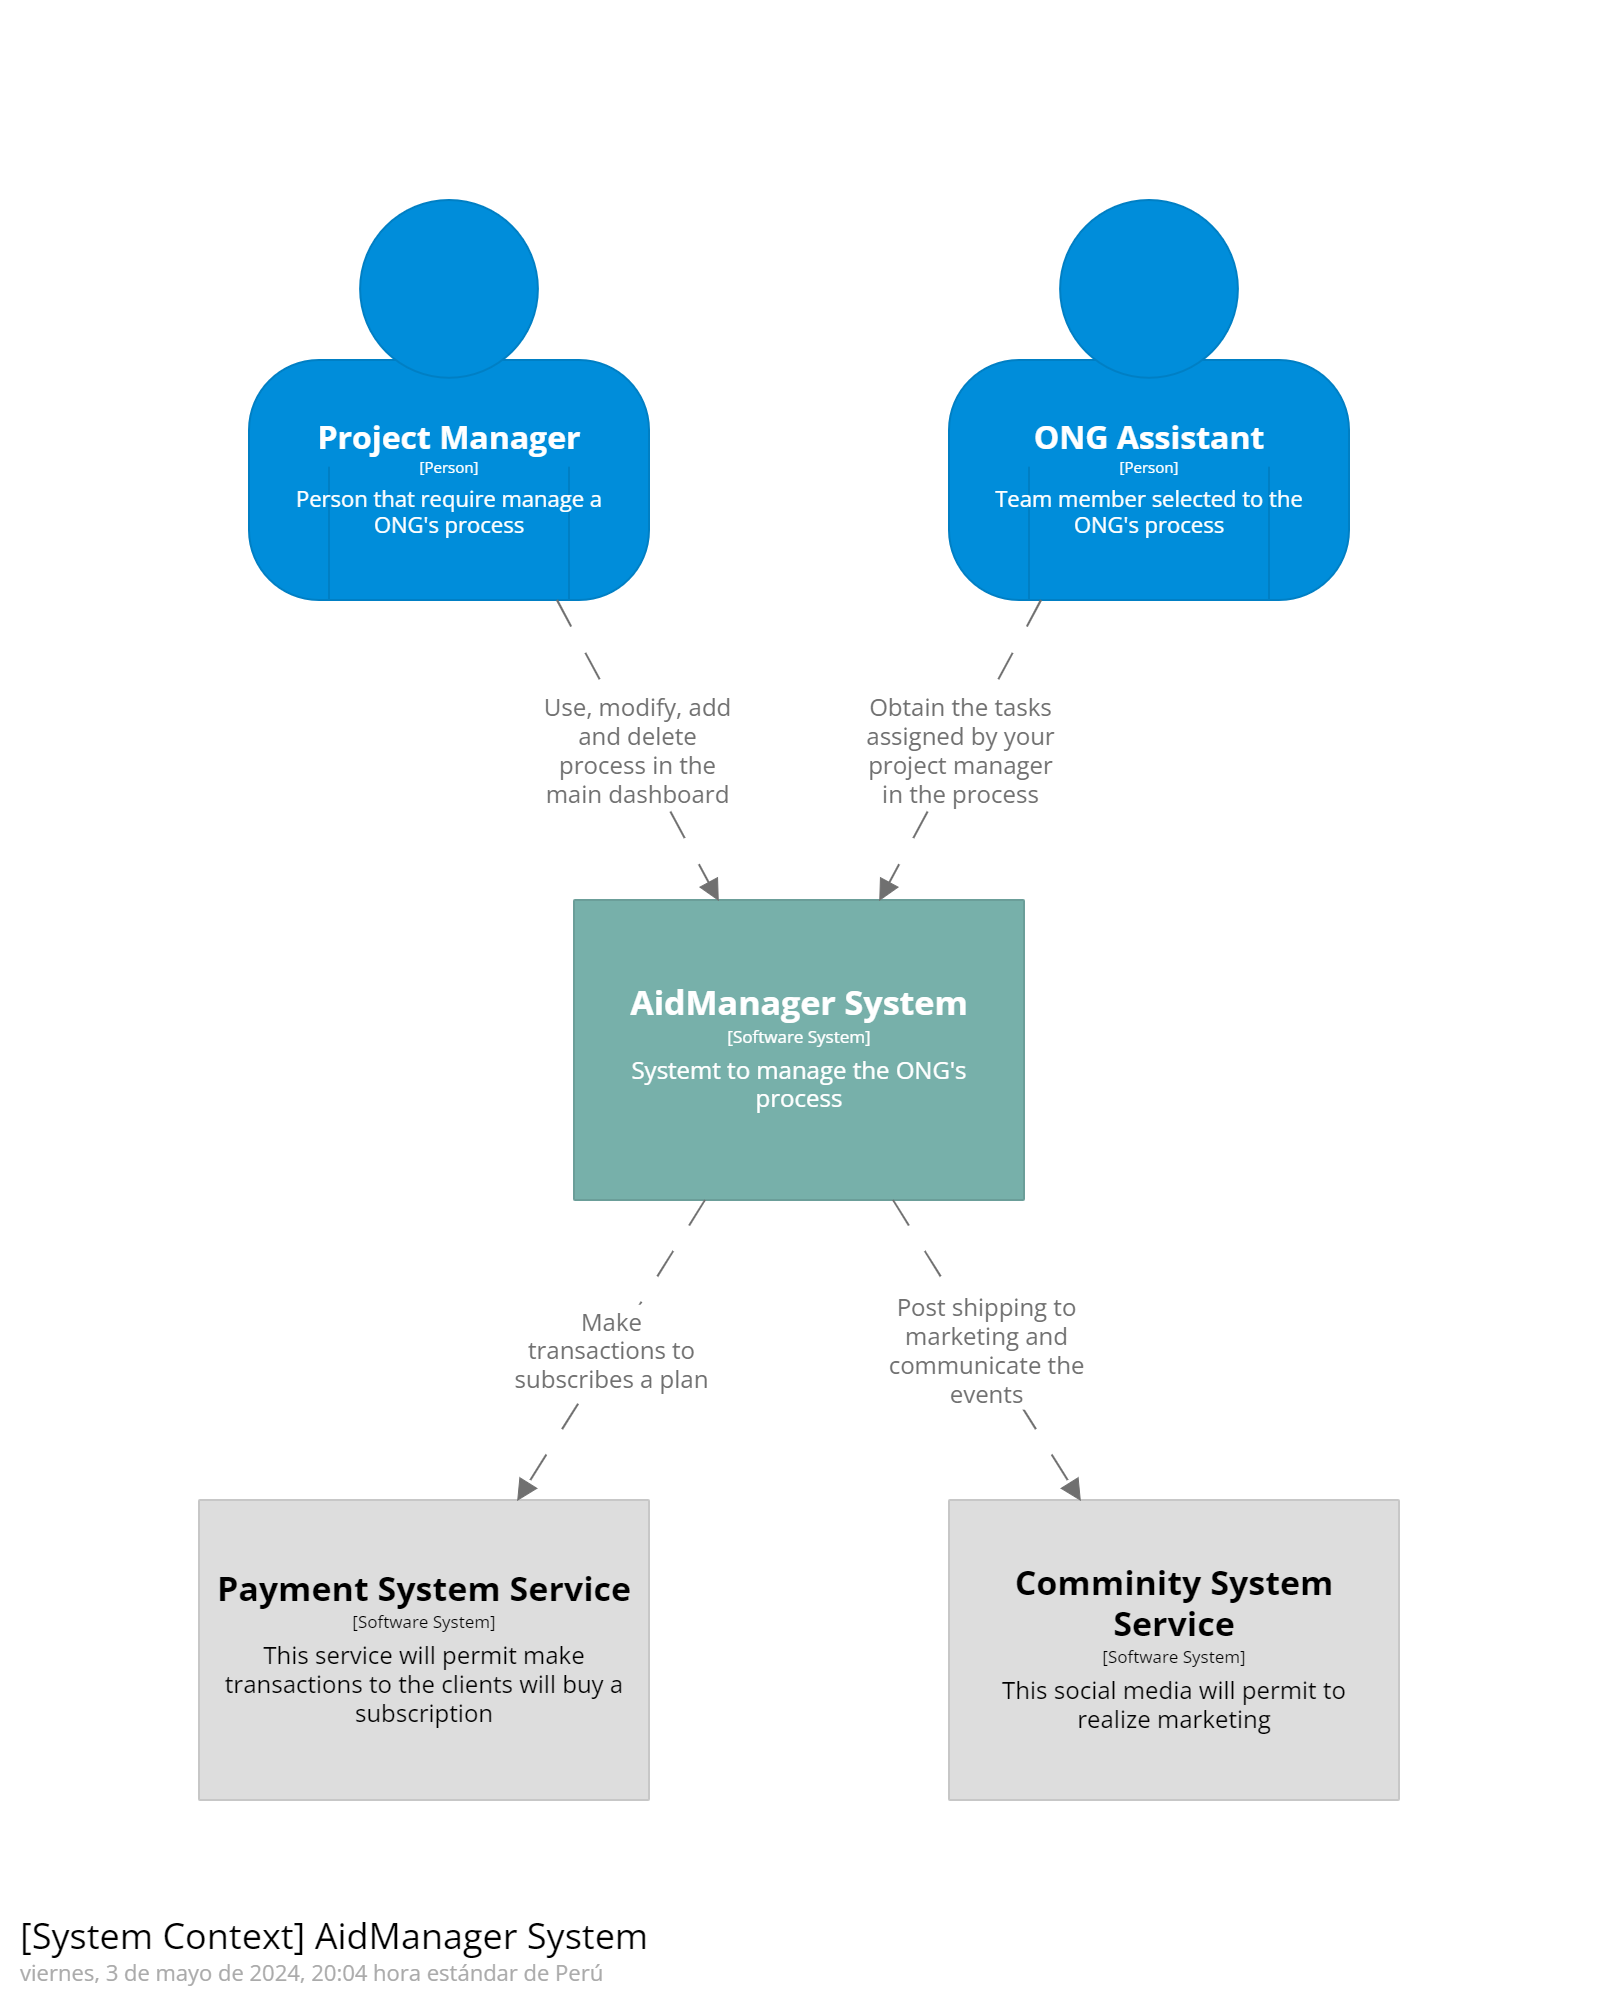 Project Manager
[Person]
Person that require manage a
ONG's process
ONG Assistant
[Person]
Team member selected to the
ONG's process
Use, modify, add
and delete
process in the
main dashboard
Obtain the tasks
assigned by your
project manager
in the process
AidManager System
[Software System]
Systemt to manage the ONG's
process
Make
transactions to
subscribes a plan
Post shipping to
marketing and
communicate the
events
Payment System Service
[Software System]
This service will permit make
transactions to the clients will buy a
subscription
Comminity System
Service
[Software System]
This social media will permit to
realize marketing
[System Context] AidManager System
viernes, 3 de mayo de 2024, 20:04 hora estándar de Perú